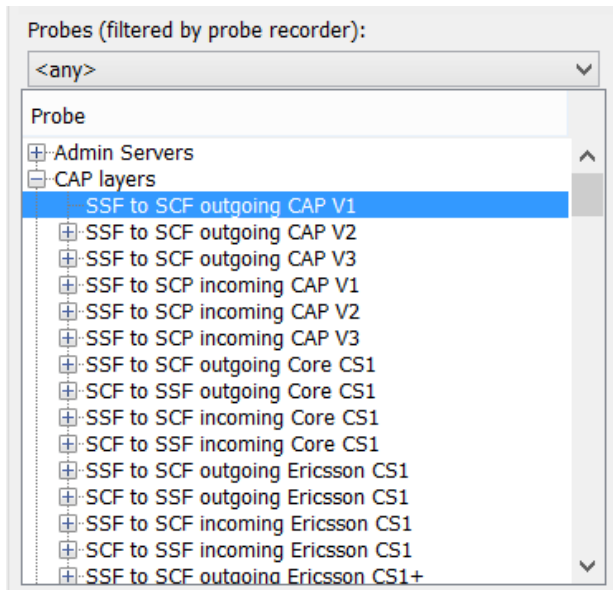 Probes (filtered by probe recorder):
<any>
Probe
Admin Servers
CAP layers
SSF to SCF outgoing CAP V1
SSF to SCF outgoing CAP V2
SSF to SCF outgoing CAP V3
SSF to SCP incoming CAP V1
SSF to SCP incoming CAP V2
SSF to SCP incoming CAP V3
SSF to SCF outgoing Core CS1
SCF to SSF outgoing Core CS1
SSF to SCF incoming Core CS1
SCF to SSF incoming Core CS1
SSF to SCF outgoing Ericsson CS1
SCF to SSF outgoing Ericsson CS1
SSF to SCF incoming Ericsson CS1
SCF to SSF incoming Ericsson CS1
SSF to SCF outgoing Ericsson CS1+